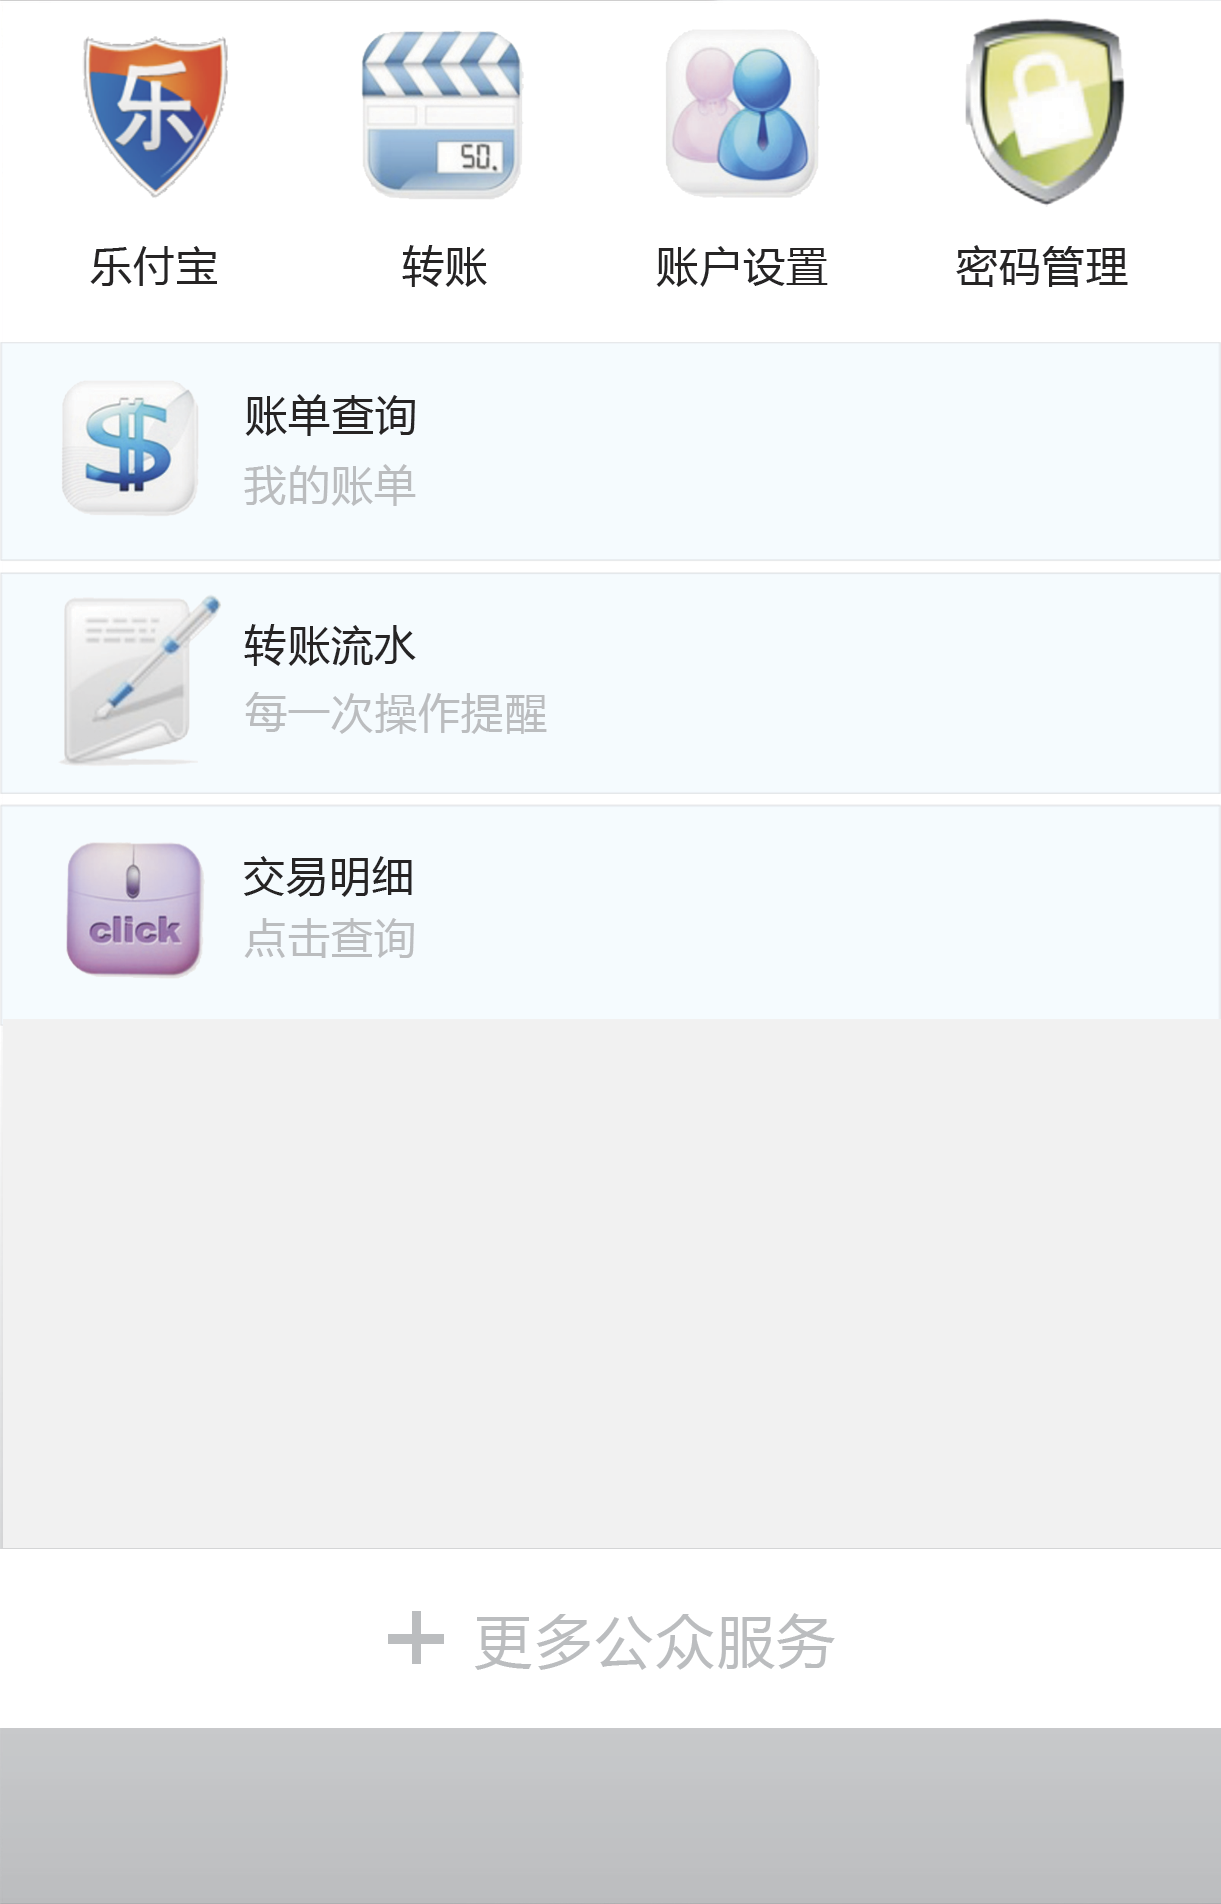 乐
50.
乐付宝
转账
账户设置
密码管理
$
账单查询
我的账单
转账流水
每一次操作提醒
交易明细
click
点击查询
+ 更多公众服务